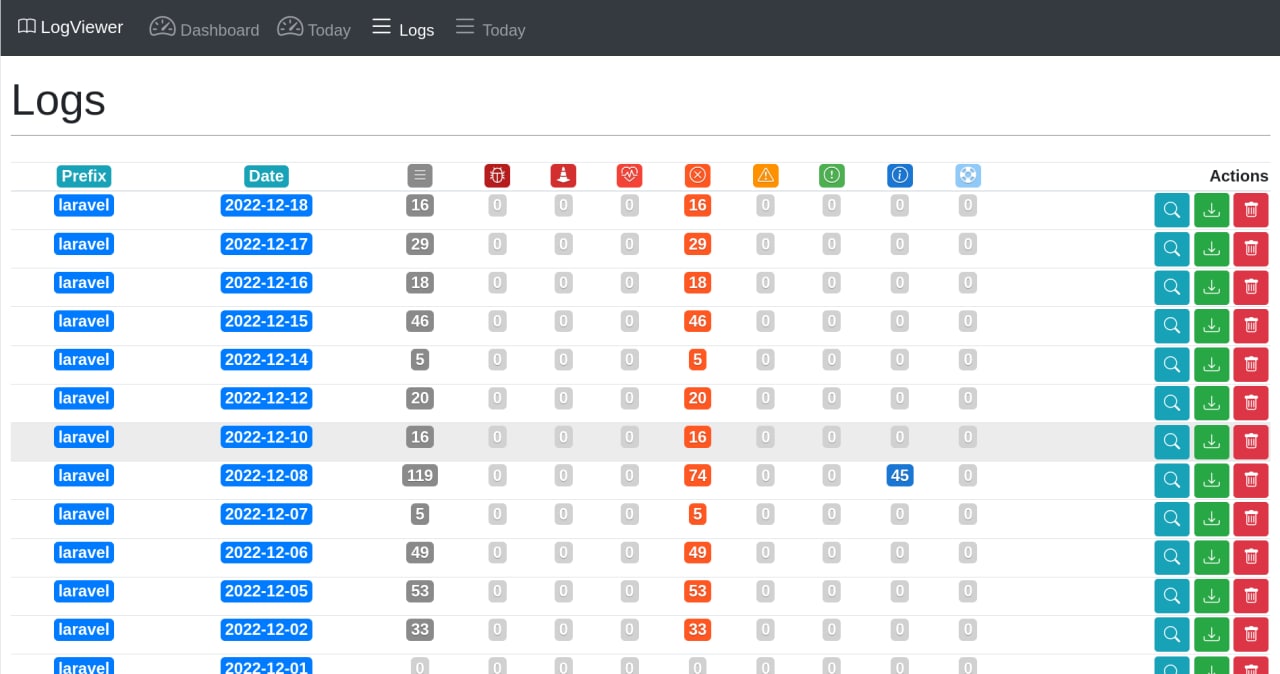 LogViewer Dashboard Today Logs Today
Logs
Prefix Date Actions
laravel 2022-12-18 16 0 0 0 16 0 0 0 0
laravel 2022-12-17 29 0 0 0 29 0 0 0 0
laravel 2022-12-16 18 0 0 0 18 0 0 0 0
laravel 2022-12-15 46 0 0 0 46 0 0 0 0
laravel 2022-12-14 5 0 0 0 5 0 0 0 0
laravel 2022-12-12 20 0 0 0 20 0 0 0 0
laravel 2022-12-10 16 0 0 0 16 0 0 0 0
laravel 2022-12-08 119 0 0 0 74 0 0 45 0
laravel 2022-12-07 5 0 0 0 5 0 0 0 0
laravel 2022-12-06 49 0 0 0 49 0 0 0 0
laravel 2022-12-05 53 0 0 0 53 0 0 0 0
laravel 2022-12-02 33 0 0 0 33 0 0 0 0
laravel 2022-12-01 0 0 0 0 0 0 0 0 0